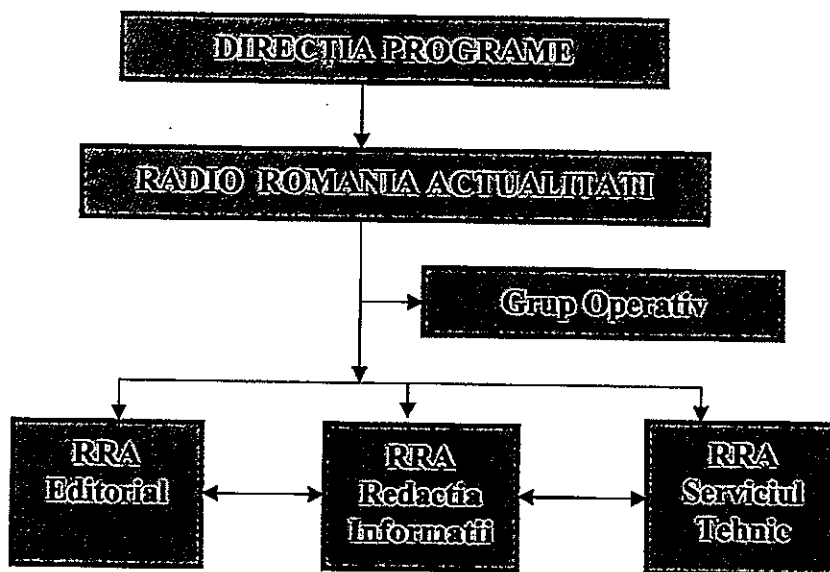 DIRECȚIA PROGRAME
RADIO ROMANIA ACTUALITATI
Grup Operativ
RRA
Editorial
RRA
Redactia
Informatii
RRA
Serviciul
Tehnic